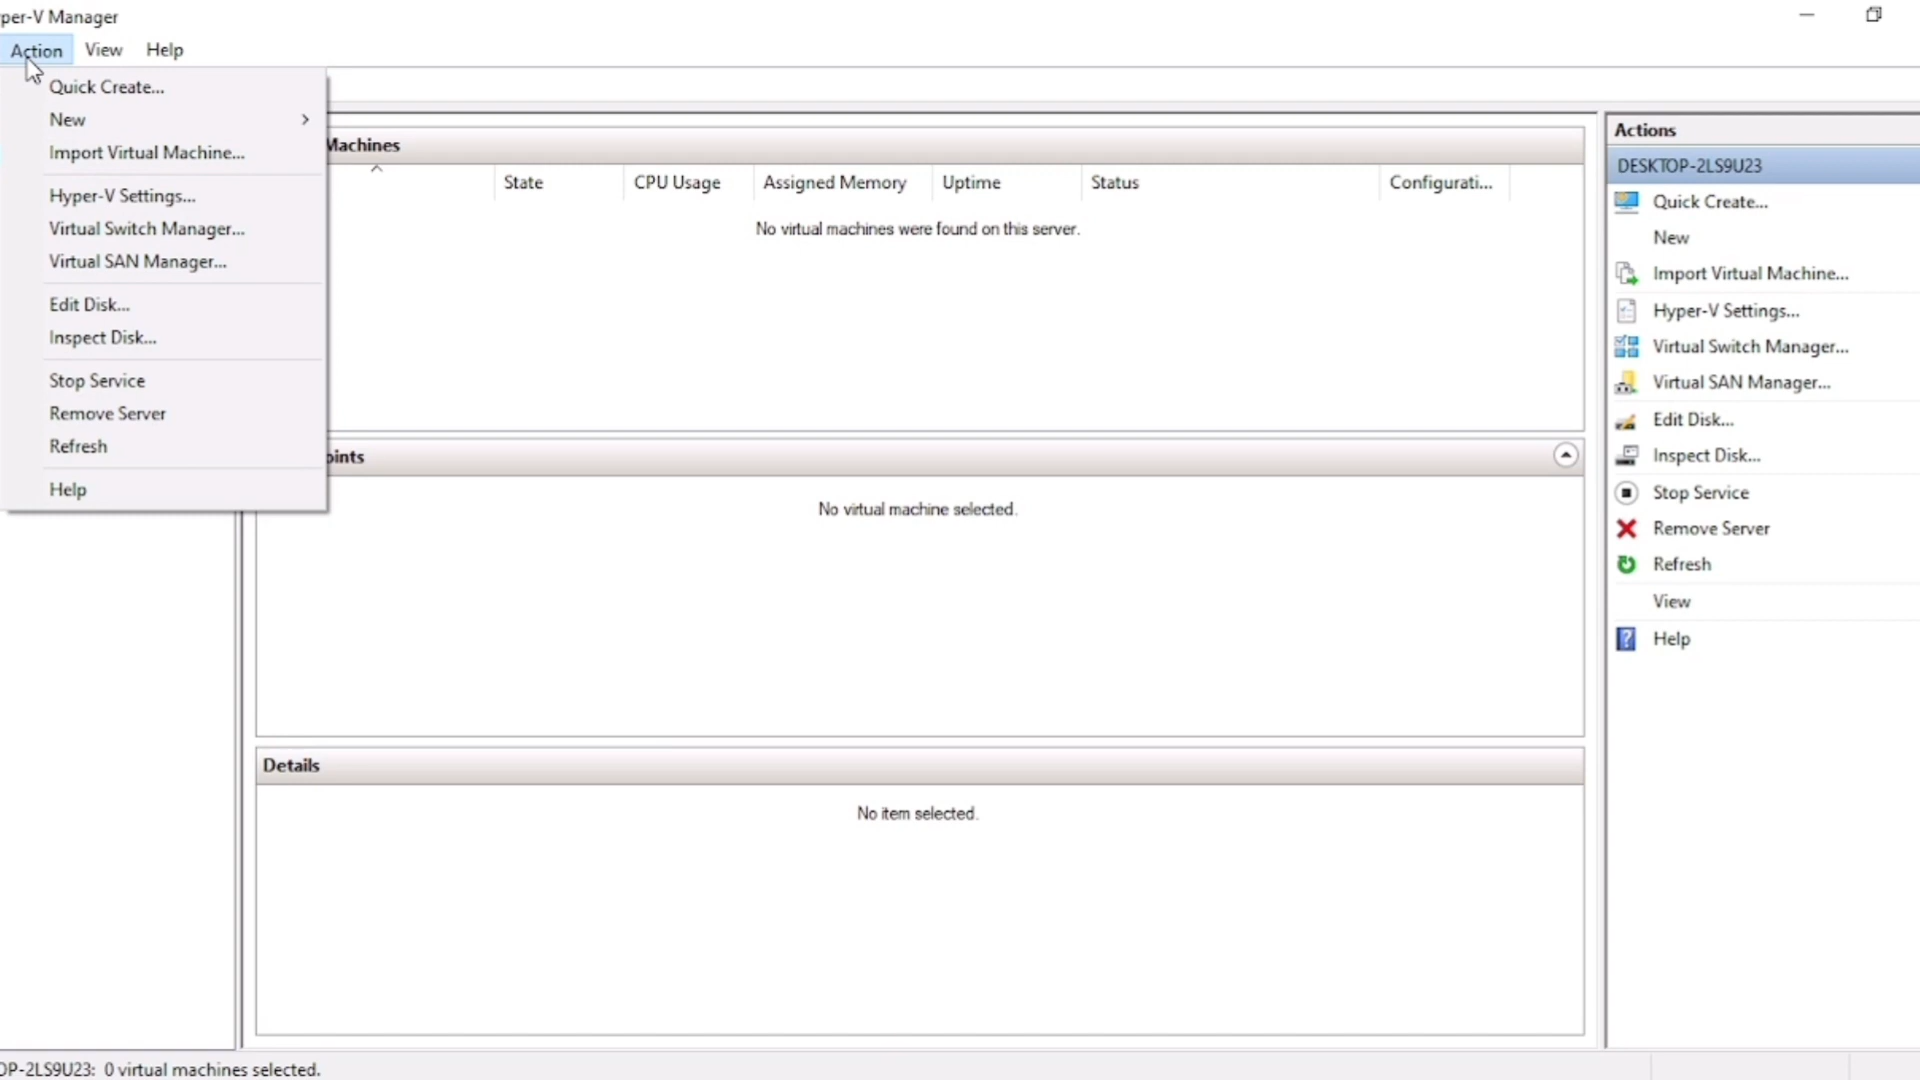 per-V Manager
Action View Help
Quick Create...
New
Import Virtual Machine...
Hyper-V Settings...
Virtual Switch Manager...
Virtual SAN Manager...
Edit Disk...
Inspect Disk...
Stop Service
Remove Server
Refresh
Help
Machines
State CPU Usage Assigned Memory Uptime Status Configurati...
No virtual machines were found on this server.
oints
No virtual machine selected.
Details
No item selected.
Actions
DESKTOP-2LS9U23
Quick Create...
New
Import Virtual Machine...
Hyper-V Settings...
Virtual Switch Manager...
Virtual SAN Manager...
Edit Disk...
Inspect Disk...
Stop Service
Remove Server
Refresh
View
Help
OP-2LS9U23: 0 virtual machines selected.